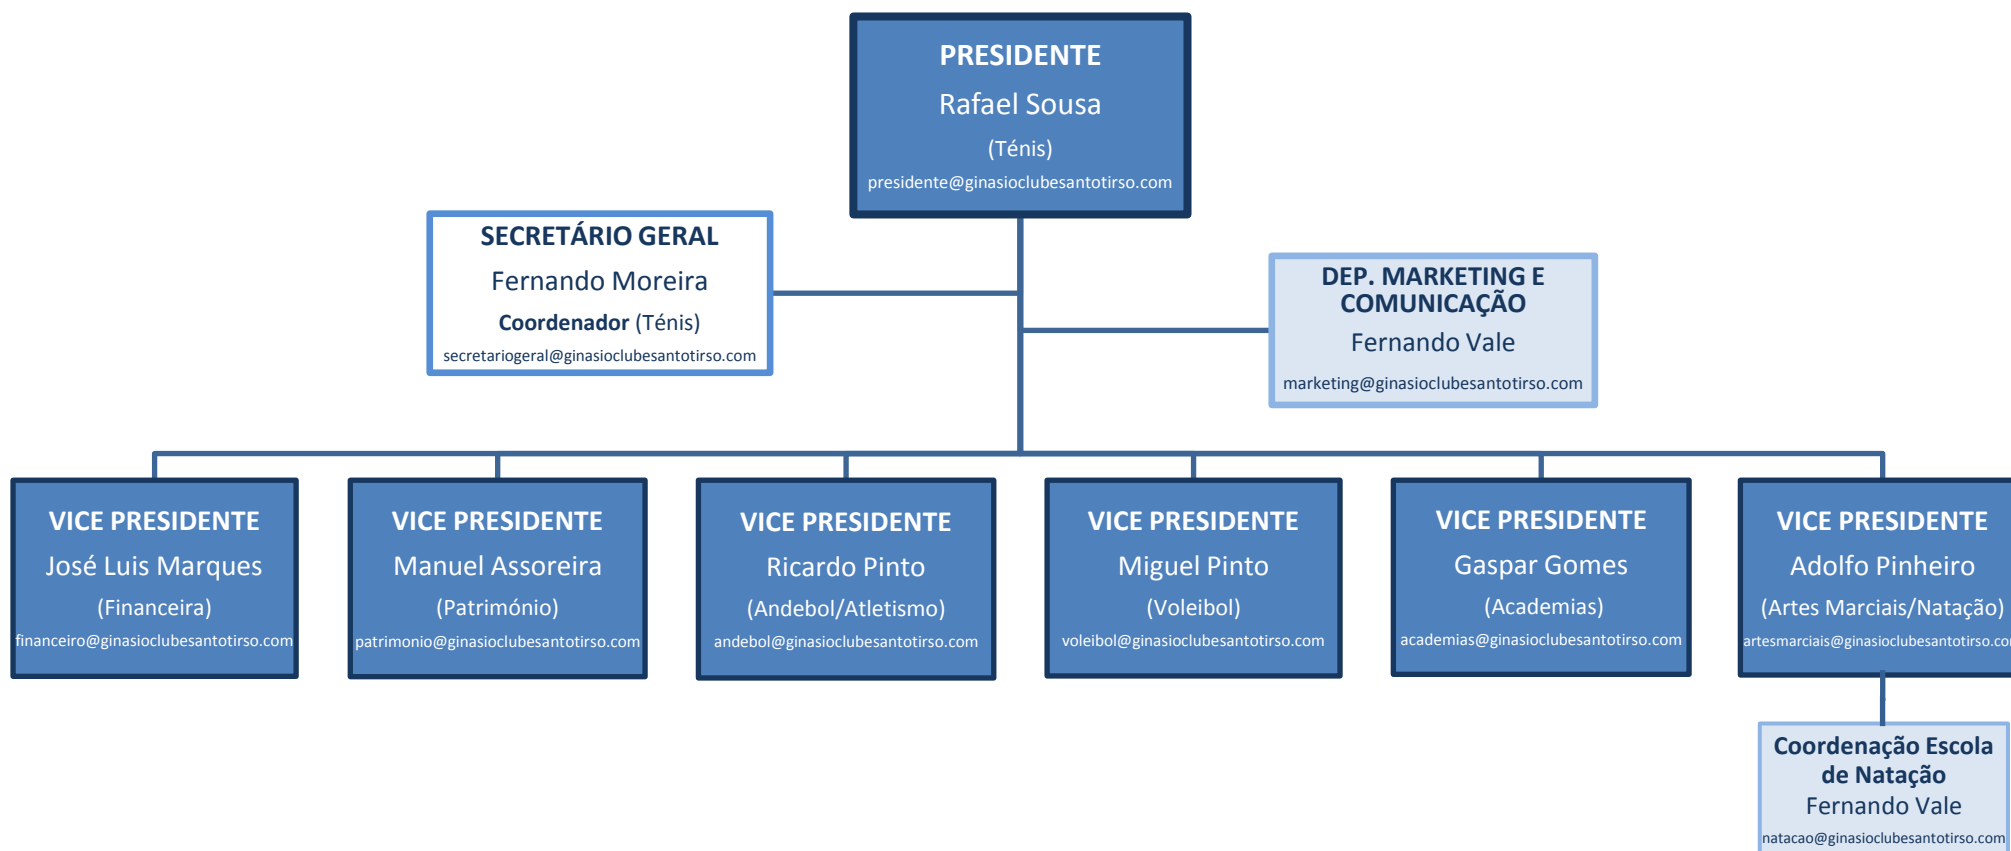 PRESIDENTE
Rafael Sousa
(Ténis)
presidente@ginasioclubesantotirso.com
SECRETÁRIO GERAL
Fernando Moreira
Coordenador (Ténis)
secretariogeral@ginasioclubesantotirso.com
DEP. MARKETING E
COMUNICAÇÃO
Fernando Vale
marketing@ginasioclubesantotirso.com
VICE PRESIDENTE
José Luis Marques
(Financeira)
financeiro@ginasioclubesantotirso.com
VICE PRESIDENTE
Manuel Assoreira
(Património)
patrimonio@ginasioclubesantotirso.com
VICE PRESIDENTE
Ricardo Pinto
(Andebol/Atletismo)
andebol@ginasioclubesantotirso.com
VICE PRESIDENTE
Miguel Pinto
(Voleibol)
voleibol@ginasioclubesantotirso.com
VICE PRESIDENTE
Gaspar Gomes
(Academias)
academias@ginasioclubesantotirso.com
VICE PRESIDENTE
Adolfo Pinheiro
(Artes Marciais/Natação)
artesmarciais@ginasioclubesantotirso.co
Coordenação Escola
de Natação
Fernando Vale
natacao@ginasioclubesantotirso.com